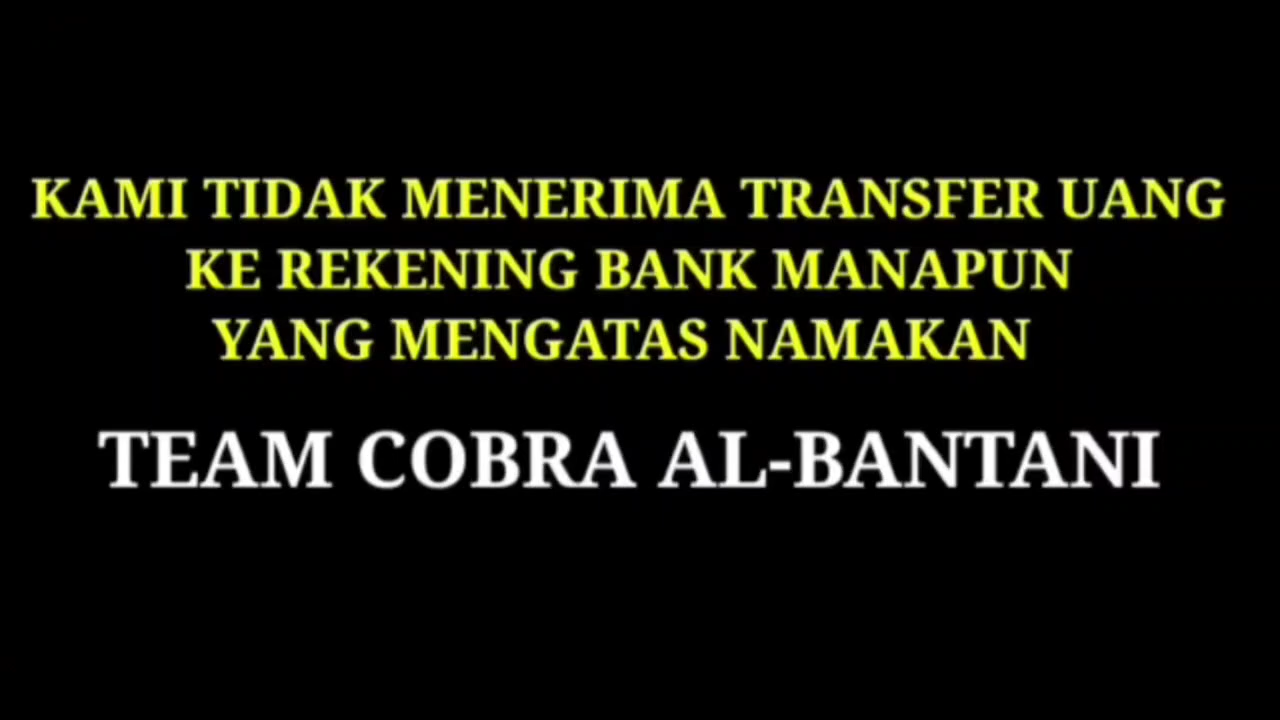 KAMI TIDAK MENERIMA TRANSFER UANG
KE REKENING BANK MANAPUN
YANG MENGATAS NAMAKAN
TEAM COBRA AL-BANTANI